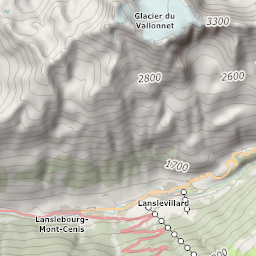 Glacier du
Vallonnet
3300
2800
2600
1700
Lanslevillard
Lanslebourg-
Mont-Cenis